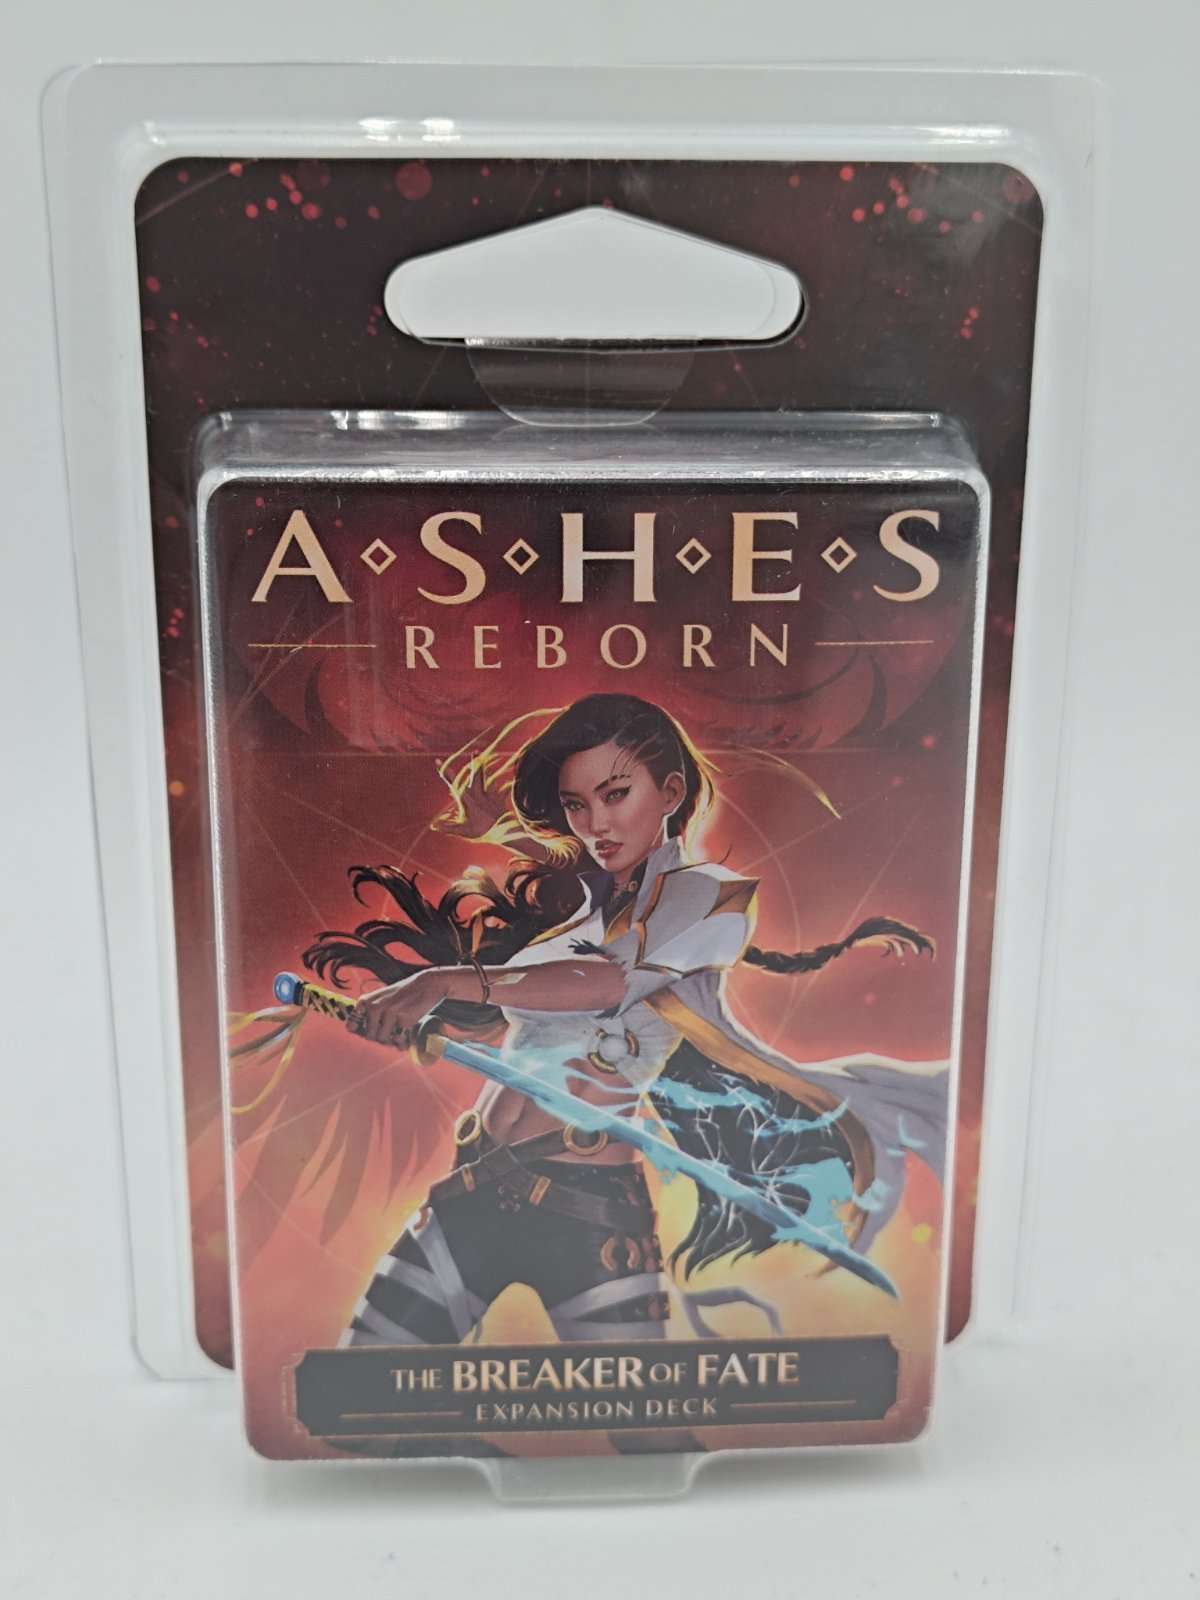 A◇S◇H◇E◇S
REBORN
THE BREAKER OF FATE
EXPANSION DECK